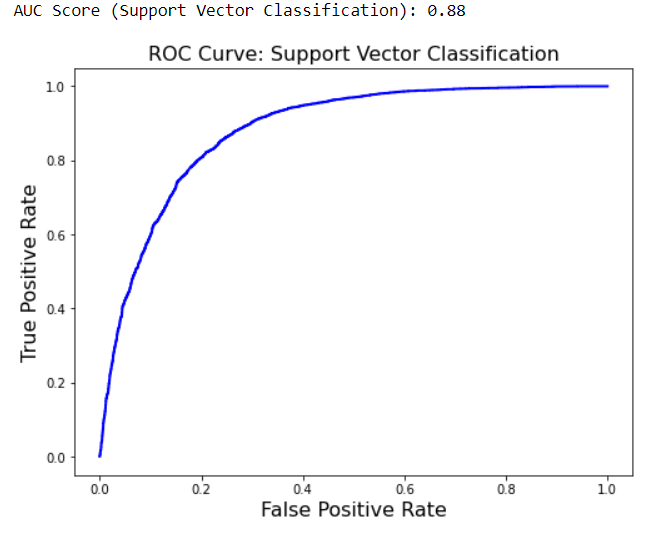 AUC Score (Support Vector Classification): 0.88
ROC Curve: Support Vector Classification
True Positive Rate
1.0
0.8
0.6
0.4
0.2
0.0
0.0 0.2 0.4 0.6 0.8 1.0
False Positive Rate